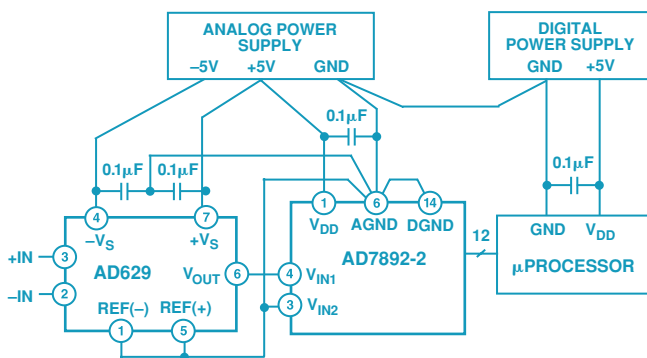 ANALOG POWER
SUPPLY
–5V +5V GND
DIGITAL
POWER SUPPLY
GND +5V
0.1µF
0.1µF
0.1µF
0.1µF
4
–VS
7
+VS
1
VDD
6
AGND
14
DGND
GND VDD
+IN
3
AD629
–IN
2
VOUT
6
REF(–)
1
REF(+)
5
4
VIN1
3
VIN2
AD7892-2
12
µPROCESSOR